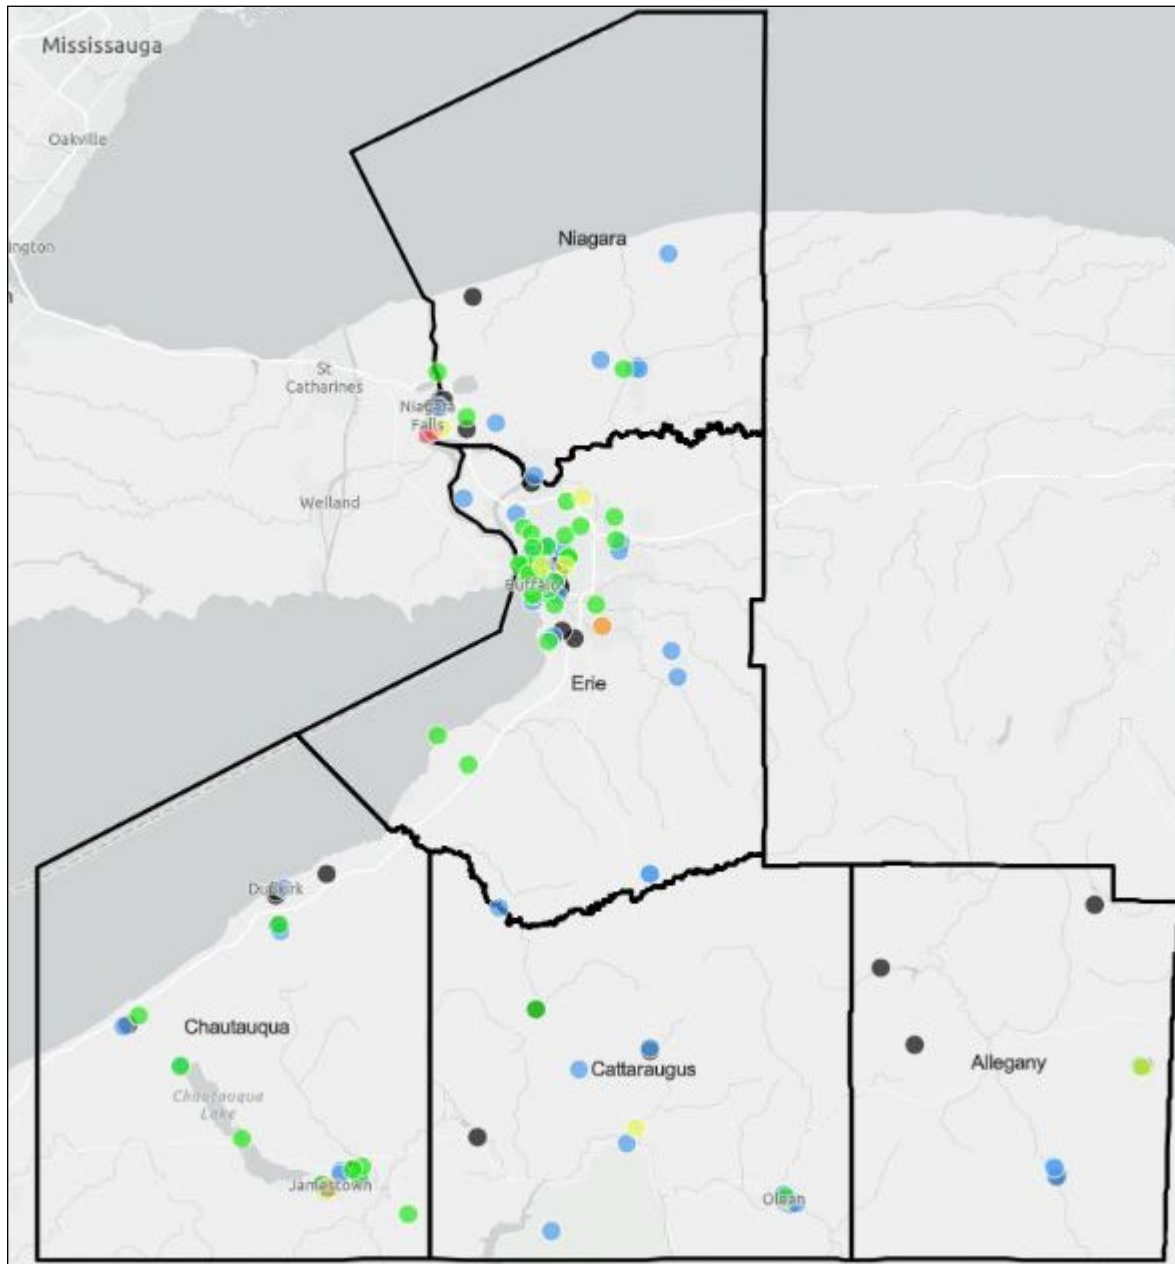 Mississauga
Oakville
ington
Niagara
St
Catharines
Niagara
Falls
Welland
Buffalo
Erie
Dunkirk
Chautauqua
Chautauqua
Lake
Cattaraugus
Allegany
Jamestown
Olean